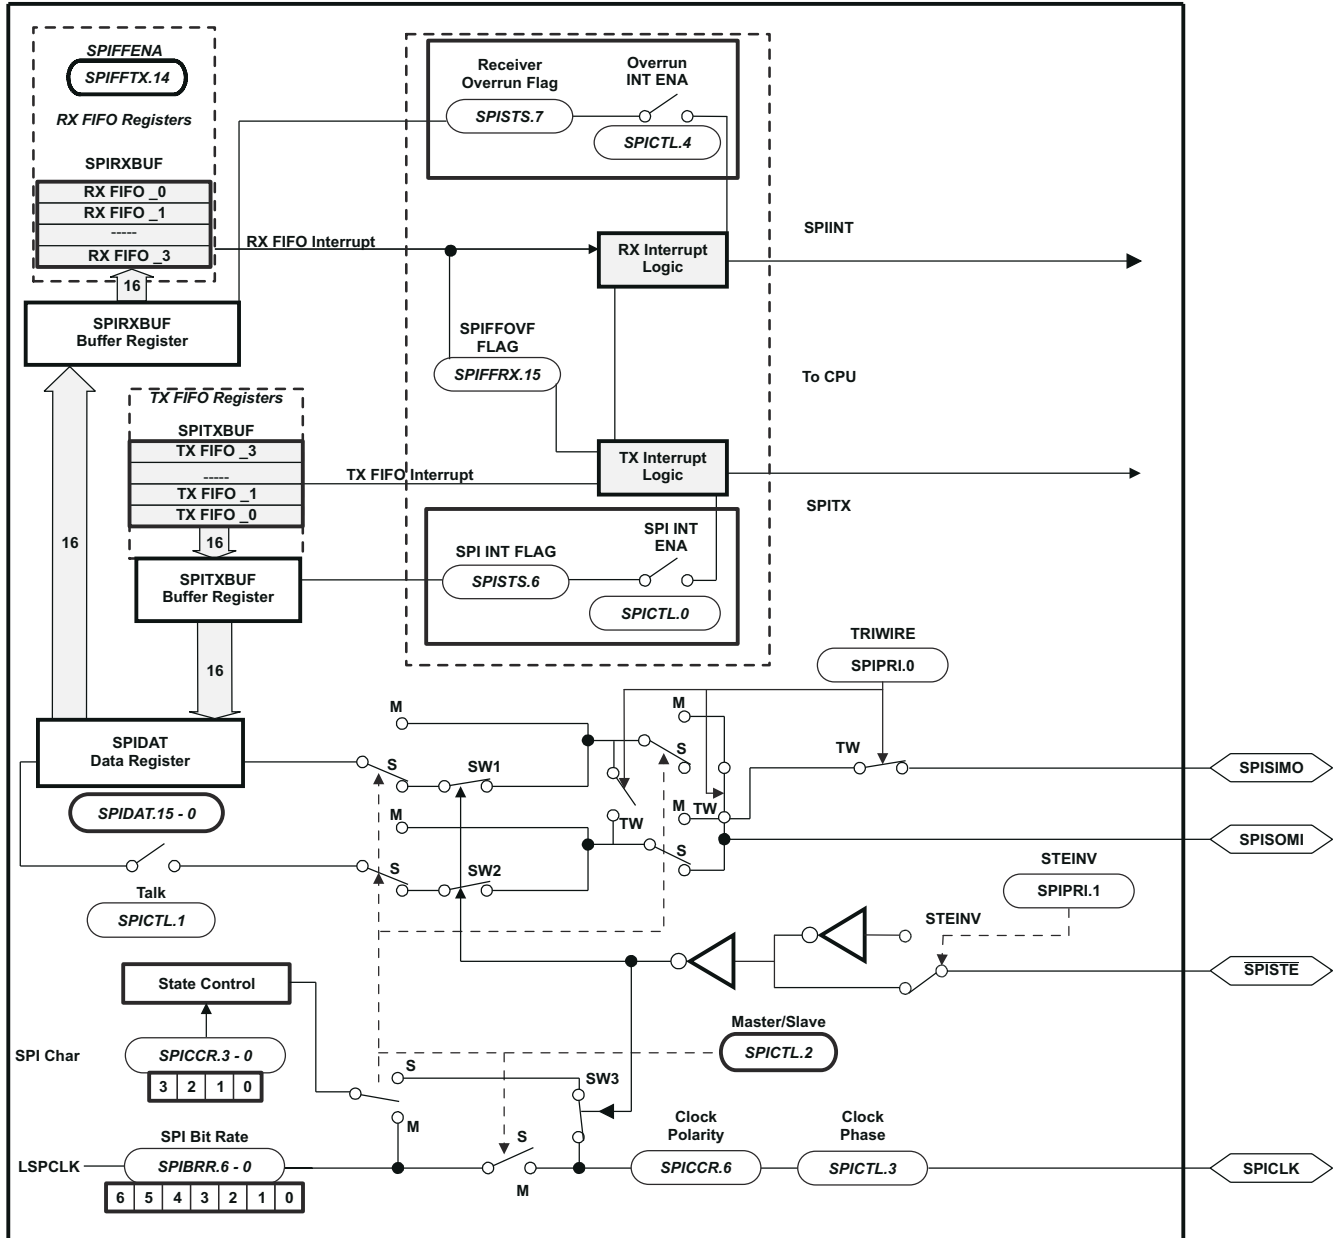 SPIFFENA
SPIFFTX.14
RX FIFO Registers
SPIRXBUF
RX FIFO _0
RX FIFO _1
-----
RX FIFO _3
16
SPIRXBUF
Buffer Register
Receiver
Overrun Flag
SPISTS.7
Overrun
INT ENA
SPICTL.4
RX FIFO Interrupt
RX Interrupt
Logic
SPIINT
SPIFFOVF
FLAG
SPIFFRX.15
To CPU
TX FIFO Registers
SPITXBUF
TX FIFO _3
-----
TX FIFO _1
TX FIFO _0
16
16
TX FIFO Interrupt
TX Interrupt
Logic
SPITX
SPITXBUF
Buffer Register
SPI INT FLAG
SPISTS.6
SPI INT
ENA
SPICTL.0
16
TRIWIRE
SPIPRI.0
SPIDAT
Data Register
SPIDAT.15 - 0
M
S
SW1
M
S
SW2
M
S
TW
M
TW
S
TW
SPISIMO
SPISOMI
Talk
SPICTL.1
STEINV
SPIPRI.1
STEINV
SPISTE
State Control
SPI Char
SPICCR.3 - 0
3 2 1 0
Master/Slave
SPICTL.2
S
M
SW3
SPI Bit Rate
LSPCLK
SPIBRR.6 - 0
6 5 4 3 2 1 0
S
M
Clock
Polarity
SPICCR.6
Clock
Phase
SPICTL.3
SPICLK